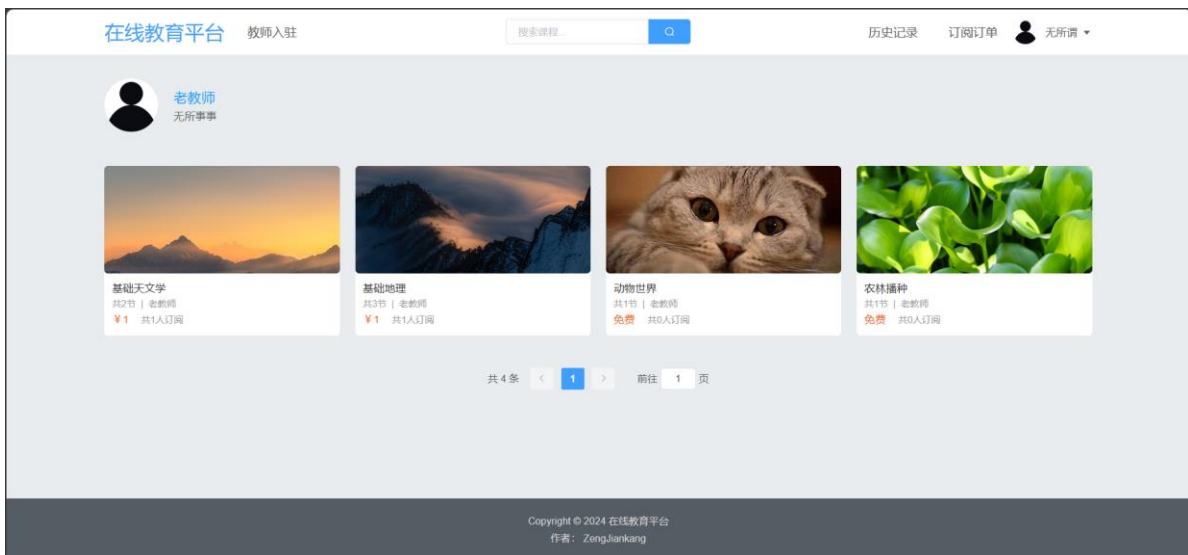 在线教育平台 教师入驻 搜索课程... 历史记录 订阅订单 无所谓
老教师
无所事事
基础天文学
共2节 | 老教师
¥1 共1人订阅
基础地理
共3节 | 老教师
¥1 共1人订阅
动物世界
共1节 | 老教师
免费 共0人订阅
农林播种
共1节 | 老教师
免费 共0人订阅
共 4 条 < 1 > 前往 1 页
Copyright © 2024 在线教育平台
作者： ZengJiankang